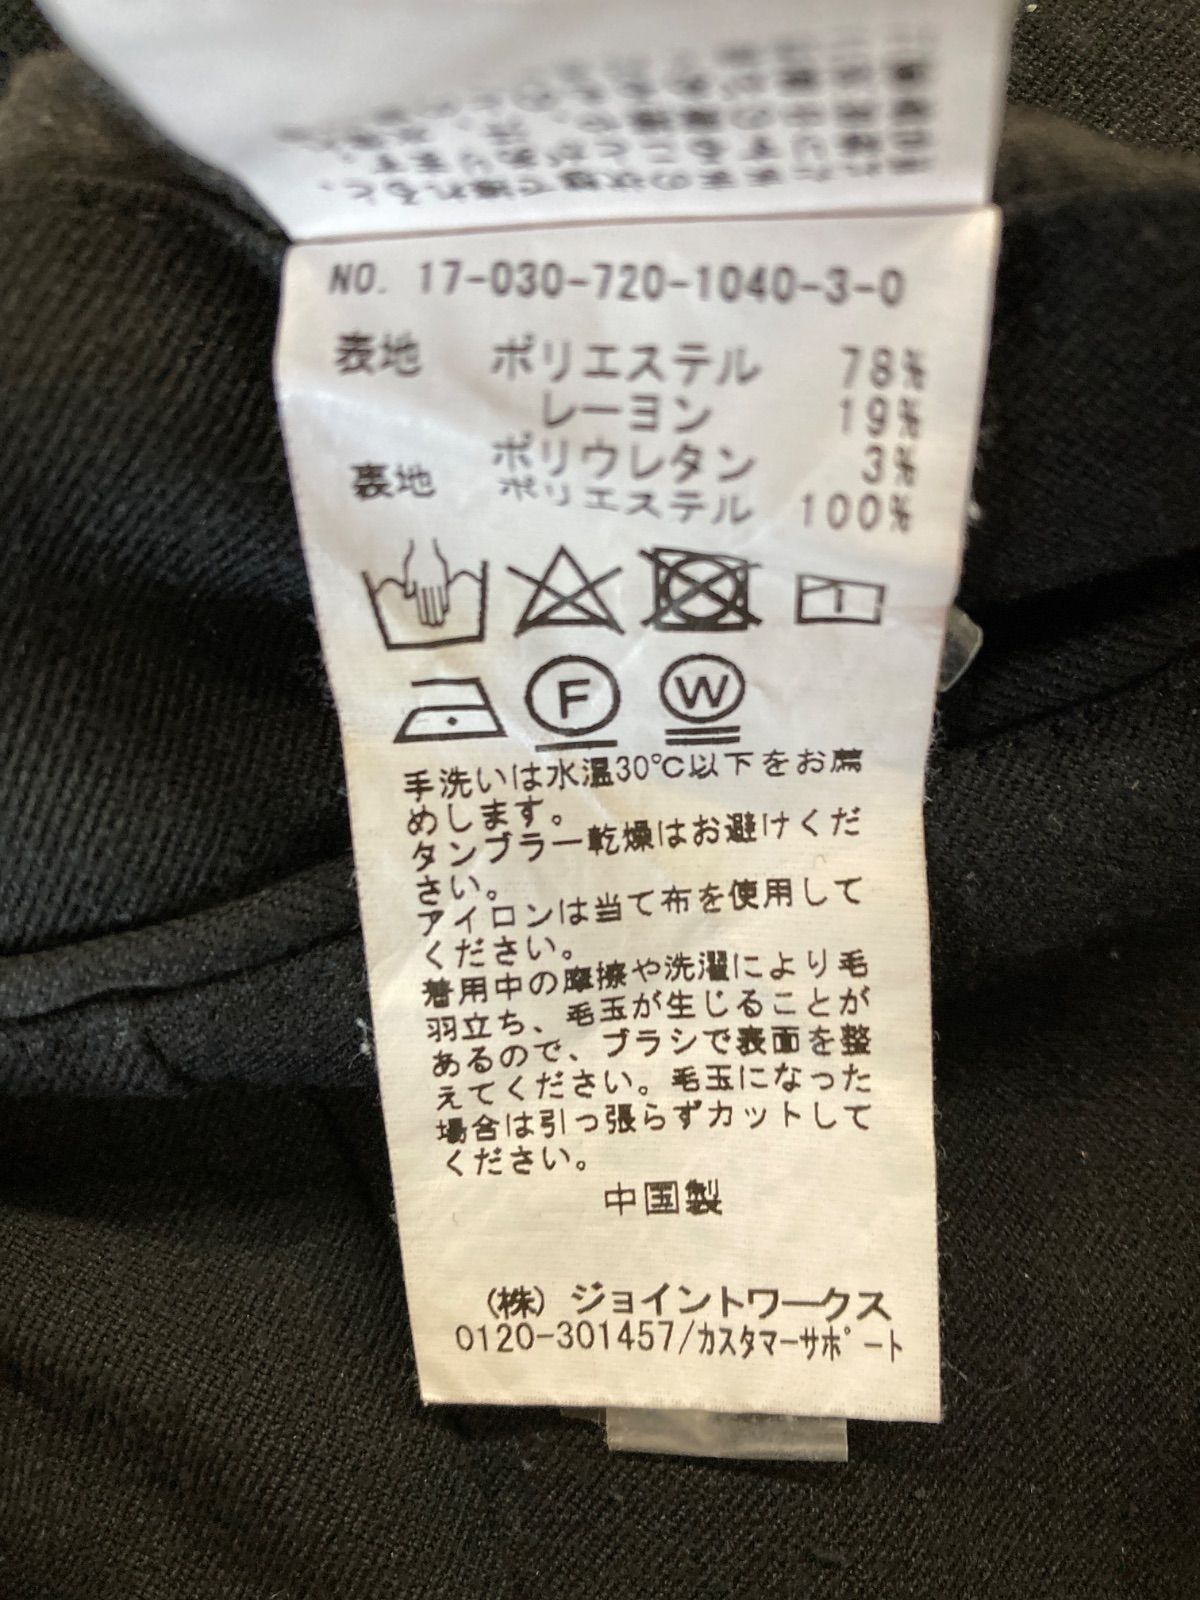 NO. 17-030-720-1040-3-0
表地 ポリエステル 78%
レーヨン 19%
ポリウレタン 3%
裏地 ポリエステル 100%
F W
手洗いは水温30℃以下をお薦
めします。
タンブラー乾燥はお避けくだ
さい。
アイロンは当て布を使用して
ください。
着用中の摩擦や洗濯により毛
羽立ち、毛玉が生じることが
あるので、ブラシで表面を整
えてください。毛玉になった
場合は引っ張らずカットして
ください。
中国製
(株) ジョイントワークス
0120-301457/カスタマーサポート